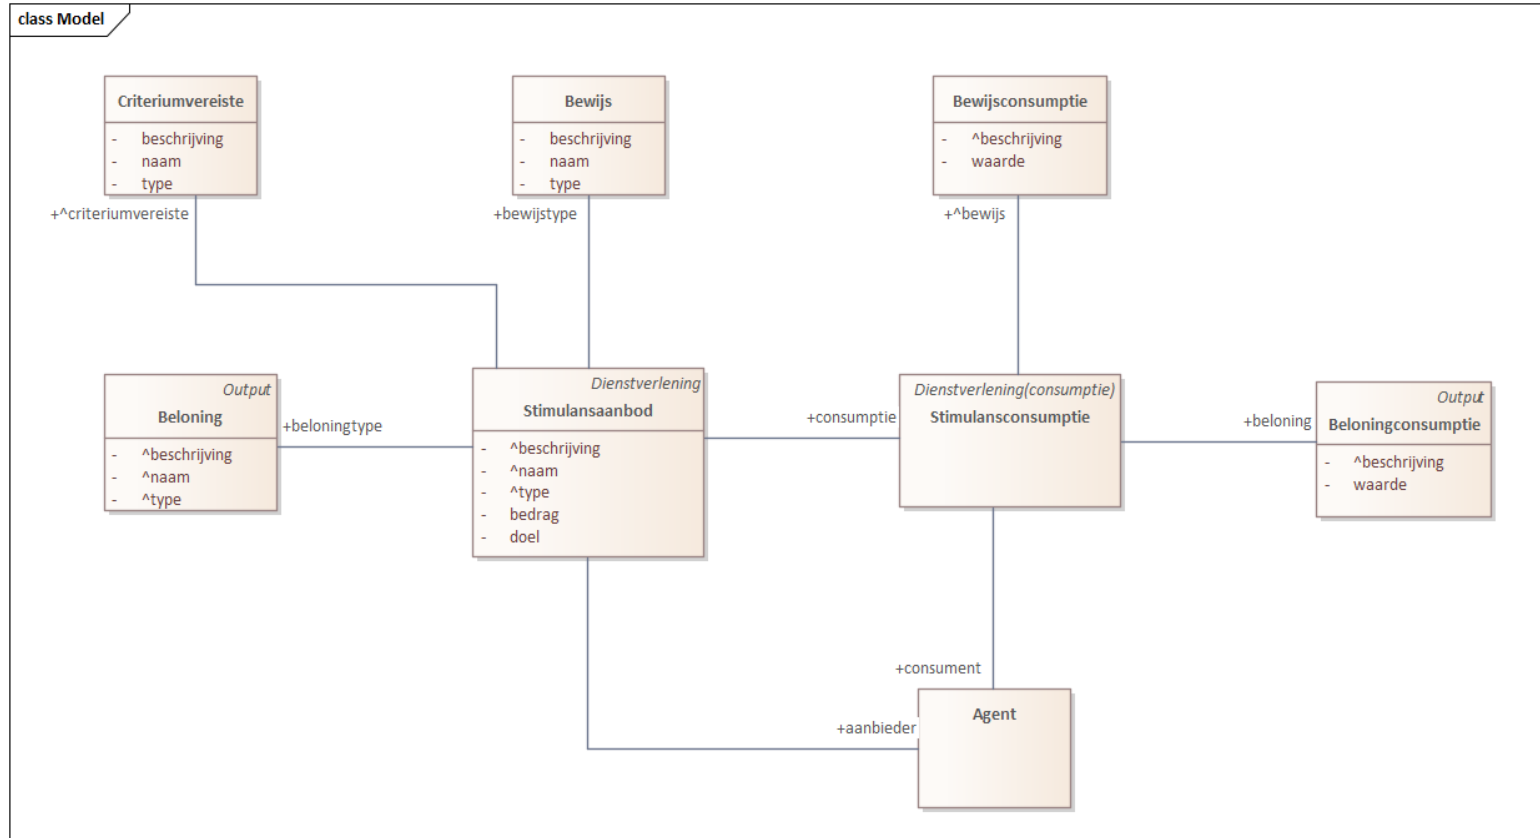 class Model
Criteriumvereiste
- beschrijving
- naam
- type
+^criteriumvereiste
Bewijs
- beschrijving
- naam
- type
+bewijstype
Bewijsconsumptie
- ^beschrijving
- waarde
+^bewijs
Output
Beloning
- ^beschrijving
- ^naam
- ^type
+beloningtype
Dienstverlening
Stimulansaanbod
- ^beschrijving
- ^naam
- ^type
- bedrag
- doel
+consumptie
Dienstverlening(consumptie)
Stimulansconsumptie
+beloning
Output
Beloningconsumptie
- ^beschrijving
- waarde
+consument
+aanbieder
Agent